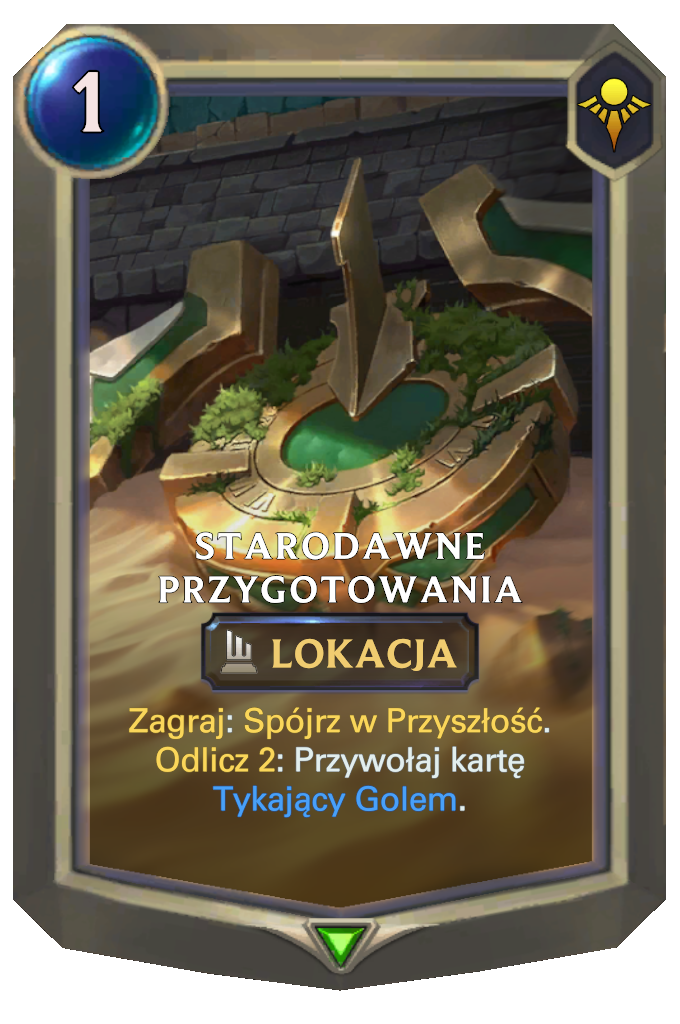 1
STARODAWNE
PRZYGOTOWANIA
LOKACJA
Zagraj: Spójrz w Przyszłość.
Odlicz 2: Przywołaj kartę
Tykający Golem.